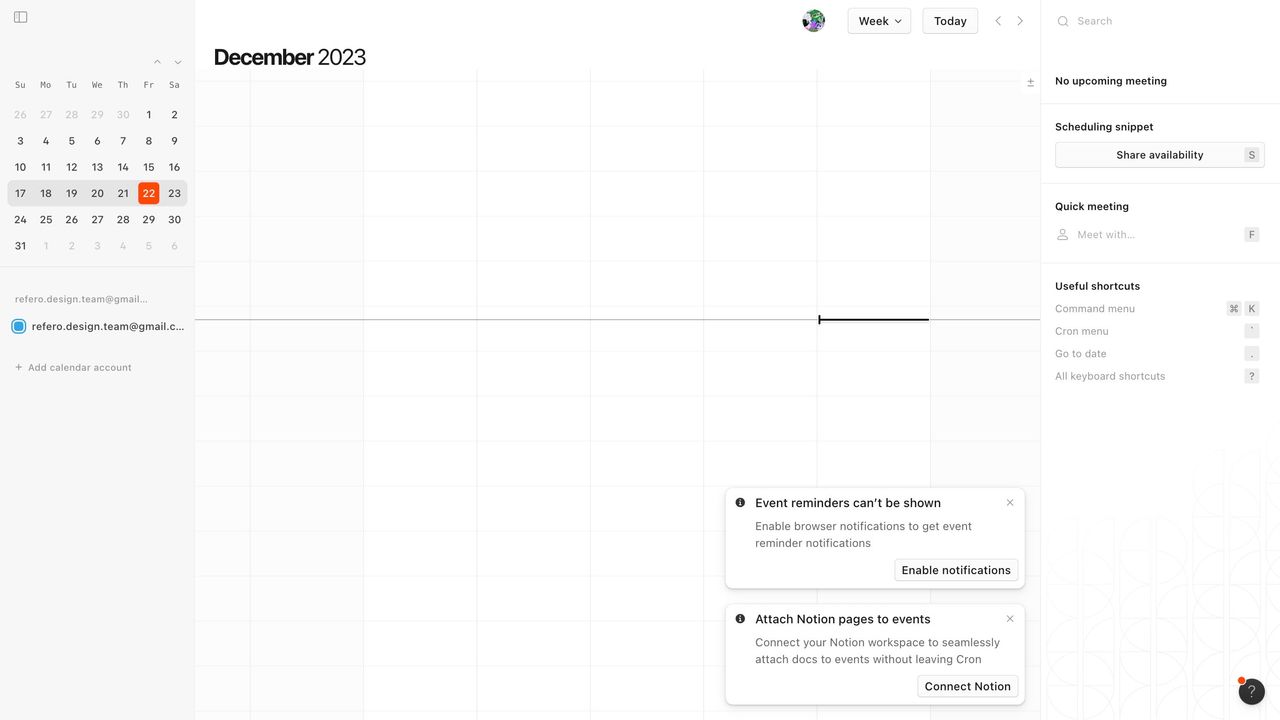 Su Mo Tu We Th Fr Sa
26 27 28 29 30 1 2
3 4 5 6 7 8 9
10 11 12 13 14 15 16
17 18 19 20 21 22 23
24 25 26 27 28 29 30
31 1 2 3 4 5 6
refero.design.team@gmail...
refero.design.team@gmail.c...
+ Add calendar account
Week
Today
December 2023
Event reminders can’t be shown
Enable browser notifications to get event
reminder notifications
Enable notifications
Attach Notion pages to events
Connect your Notion workspace to seamlessly
attach docs to events without leaving Cron
Connect Notion
Search
No upcoming meeting
Scheduling snippet
Share availability S
Quick meeting
Meet with... F
Useful shortcuts
Command menu ⌘ K
Cron menu `
Go to date .
All keyboard shortcuts ?
?